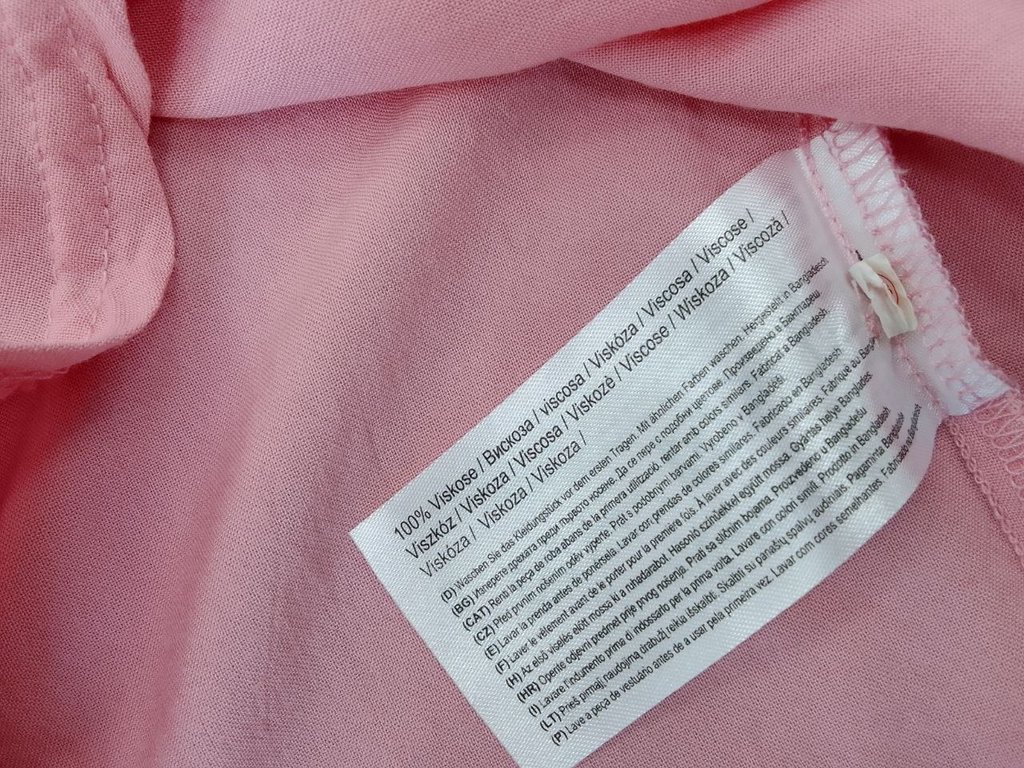 100% Viskose / Вискоза / viscosa / Viskóza / Viscosa / Viscose /
Viszkóz / Viskoza / Viscosa / Viskozė / Viscose / Wiskoza / Viscoză /
Viskóza / Viskoza / Viskoza /
(D) Waschen Sie das Kleidungstück vor dem ersten Tragen. Mit ähnlichen Farben waschen. Hergestellt in Bangladesch.
(BG) Изперете дрехата преди първото носене. Да се пере с подобни цветове. Произведено в Бангладеш.
(CAT) Renti la peça de roba abans de la primera utilització. rentar amb colors similars. Fabricat a Bangladesh.
(CZ) Před prvním nošením oděv vyperte. Prát s podobnými barvami. Vyrobeno v Bangladéši.
(E) Lavar la prenda antes de ponérsela. Lavar con prendas de colores similares. Fabricado en Bangladesh.
(F) Laver le vêtement avant de le porter pour la première fois. A laver avec des couleurs similaires. Fabriqué au
(H) Az első viselés előtt mossa ki a ruhadarabot. Hasonló színűekkel együtt mossa. Gyártás helye Banglades.
(HR) Operite odjevni predmet prije prvog nošenja. Prati sa sličnim bojama. Proizvedeno u Bangladešu
(I) Lavare l'indumento prima di indossarlo per la prima volta. Lavare con colori simili. Prodotto in Bangladesh
(LT) Prieš pirmąjį naudojimą drabužį reikia išskalbti. Skalbti su panašių spalvų audiniais. Pagaminta Bangladeše
(P) Lave a peça de vestuário antes de a usar pela primeira vez. Lavar com cores semelhantes. Fabricado